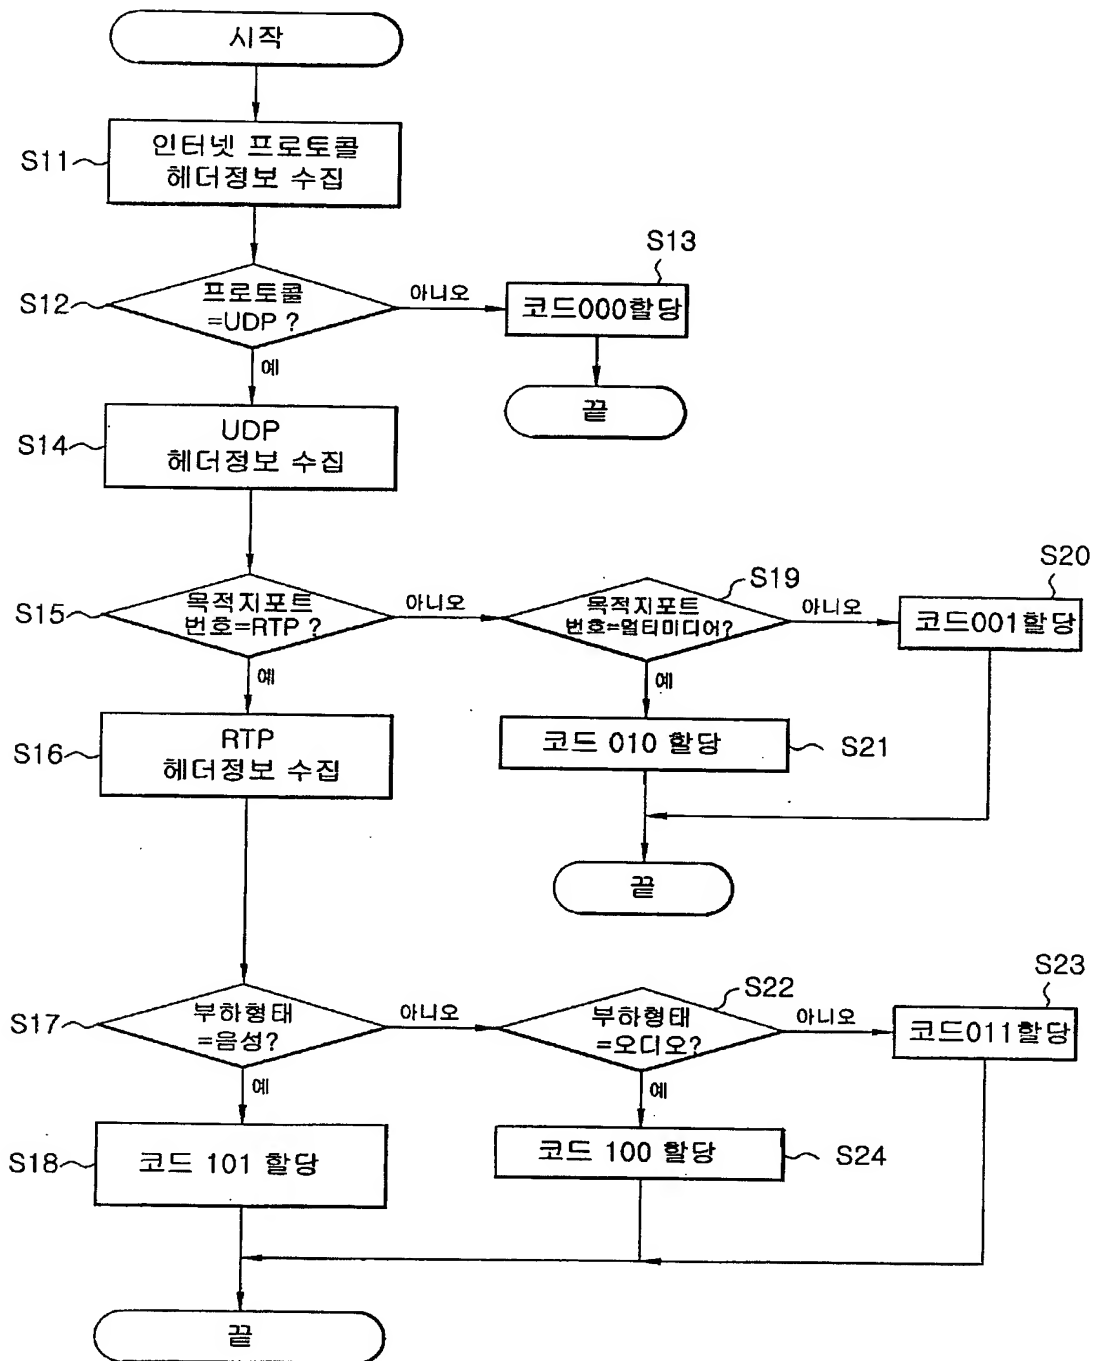 시작
S11
인터넷 프로토콜
헤더정보 수집
S12
프로토콜
=UDP ?
아니오
S13
코드000할당
끝
예
S14
UDP
헤더정보 수집
S15
목적지포트
번호=RTP ?
아니오
S19
목적지포트
번호=멀티미디어?
아니오
S20
코드001할당
예
예
S16
RTP
헤더정보 수집
코드 010 할당
S21
끝
S17
부하형태
=음성?
아니오
S22
부하형태
=오디오?
아니오
S23
코드011할당
예
예
S18
코드 101 할당
코드 100 할당
S24
끝